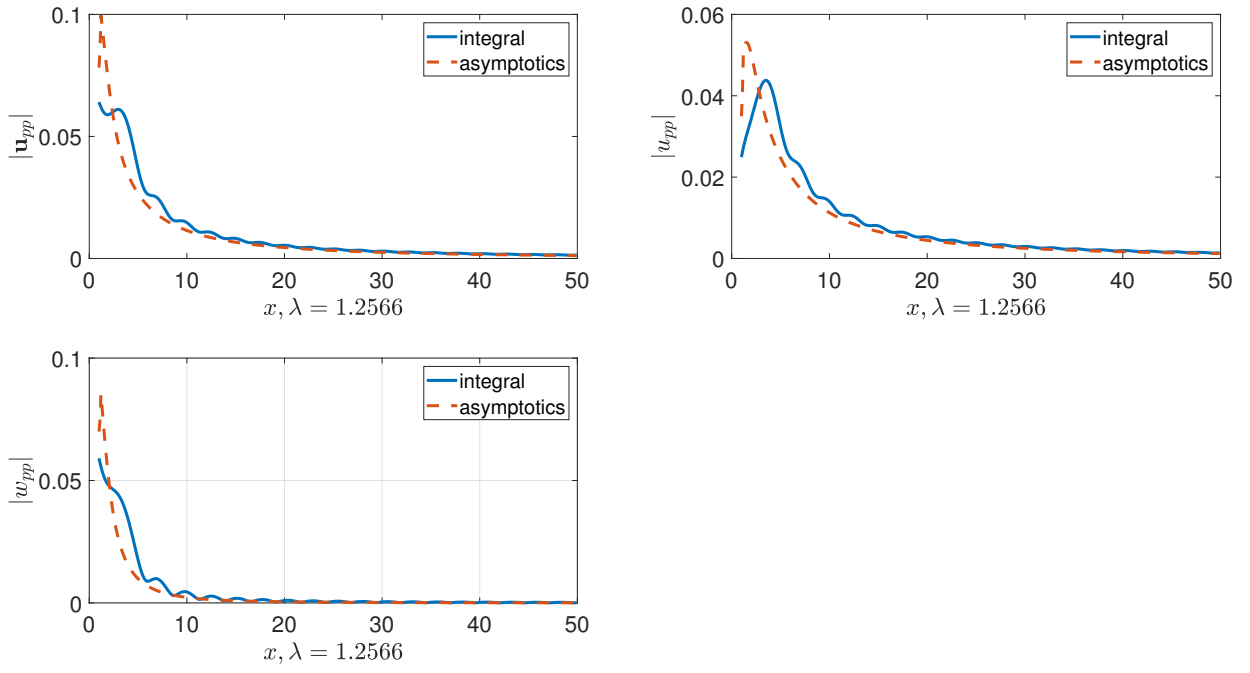 0.1
0.05
0
|𝐮_pp|
integral
asymptotics
0 10 20 30 40 50
x, λ = 1.2566
0.06
0.04
0.02
0
|u_pp|
integral
asymptotics
0 10 20 30 40 50
x, λ = 1.2566
0.1
0.05
0
|w_pp|
integral
asymptotics
0 10 20 30 40 50
x, λ = 1.2566